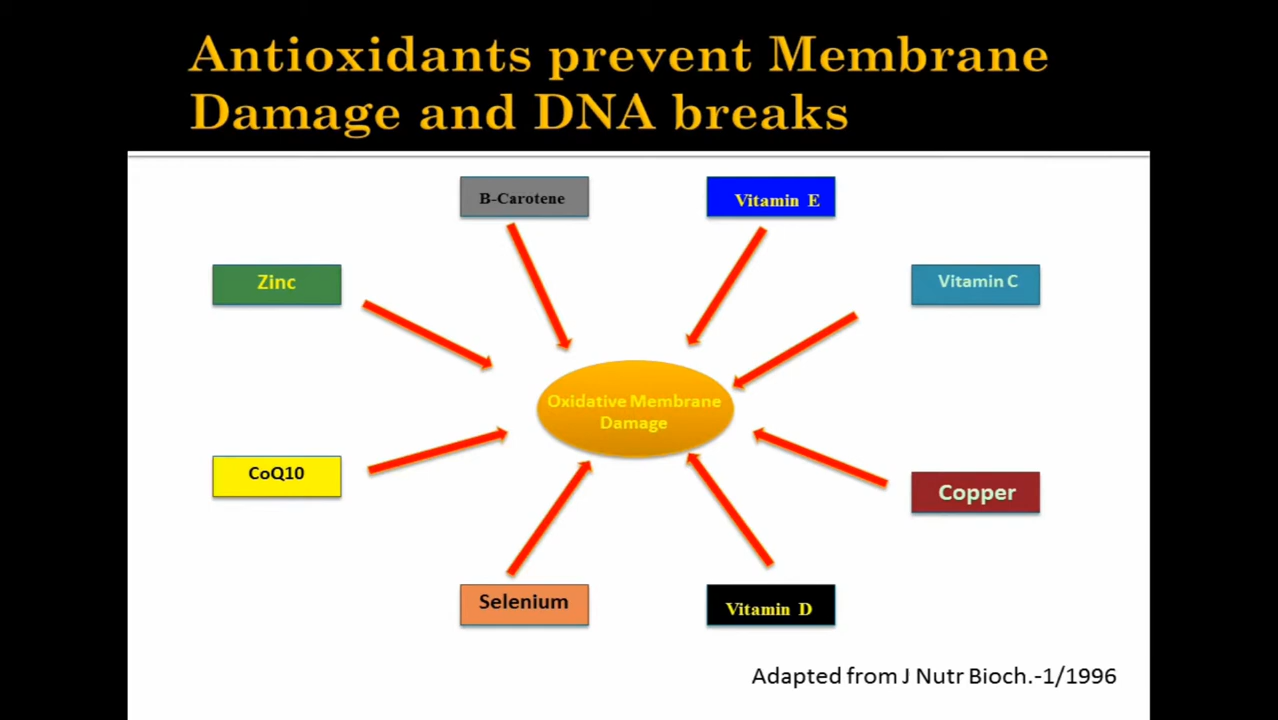 Antioxidants prevent Membrane
Damage and DNA breaks
B-Carotene
Vitamin E
Zinc
Vitamin C
Oxidative Membrane
Damage
CoQ10
Copper
Selenium
Vitamin D
Adapted from J Nutr Bioch.-1/1996